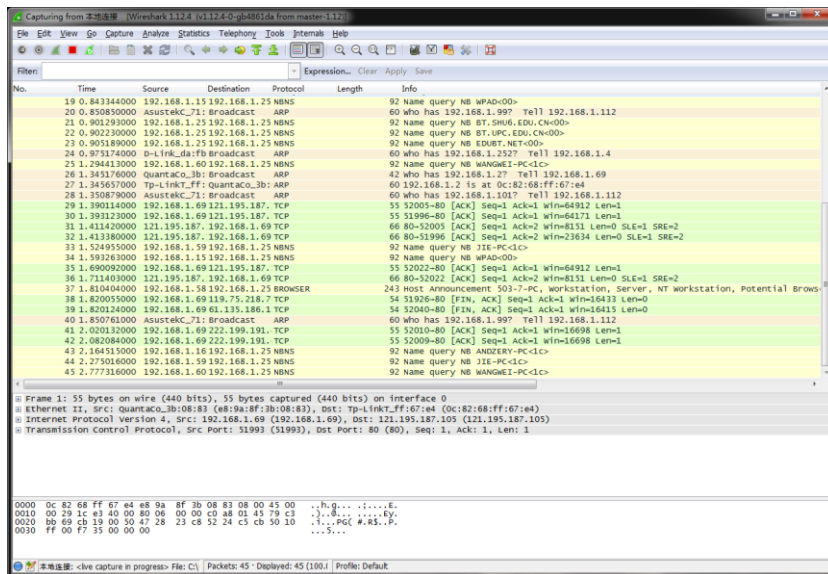 Capturing from 本地连接 [Wireshark 1.12.4 (v1.12.4-0-gb4861da from master-1.12)]
File Edit View Go Capture Analyze Statistics Telephony Tools Internals Help
Filter: Expression... Clear Apply Save
No. Time Source Destination Protocol Length Info
19 0.843344000 192.168.1.15 192.168.1.25 NBNS 92 Name query NB WPAD<00>
20 0.850850000 AsustekC_71: Broadcast ARP 60 Who has 192.168.1.99? Tell 192.168.1.112
21 0.901293000 192.168.1.59 192.168.1.25 NBNS 92 Name query NB BT.SHU6.EDU.CN<00>
22 0.902230000 192.168.1.59 192.168.1.25 NBNS 92 Name query NB BT.UPC.EDU.CN<00>
23 0.905189000 192.168.1.59 192.168.1.25 NBNS 92 Name query NB EDUBT.NET<00>
24 0.975174000 D-Link_da:fb Broadcast ARP 60 Who has 192.168.1.252? Tell 192.168.1.4
25 1.294413000 192.168.1.60 192.168.1.25 NBNS 92 Name query NB WANGWEI-PC<1c>
26 1.345176000 QuantaCo_3b: Broadcast ARP 42 Who has 192.168.1.2? Tell 192.168.1.69
27 1.345657000 Tp-LinkT_ff: QuantaCo_3b: ARP 60 192.168.1.2 is at 0c:82:68:ff:67:e4
28 1.350879000 AsustekC_71: Broadcast ARP 60 Who has 192.168.1.101? Tell 192.168.1.112
29 1.390114000 192.168.1.69 121.195.187. TCP 55 52005→80 [ACK] Seq=1 Ack=1 Win=64912 Len=1
30 1.393123000 192.168.1.69 121.195.187. TCP 55 51996→80 [ACK] Seq=1 Ack=1 Win=64171 Len=1
31 1.411420000 121.195.187. 192.168.1.69 TCP 66 80→52005 [ACK] Seq=1 Ack=2 Win=8151 Len=0 SLE=1 SRE=2
32 1.413380000 121.195.187. 192.168.1.69 TCP 66 80→51996 [ACK] Seq=1 Ack=2 Win=23634 Len=0 SLE=1 SRE=2
33 1.524955000 192.168.1.59 192.168.1.25 NBNS 92 Name query NB JIE-PC<1c>
34 1.593263000 192.168.1.15 192.168.1.25 NBNS 92 Name query NB WPAD<00>
35 1.690092000 192.168.1.69 121.195.187. TCP 55 52022→80 [ACK] Seq=1 Ack=1 Win=64912 Len=1
36 1.711403000 121.195.187. 192.168.1.69 TCP 66 80→52022 [ACK] Seq=1 Ack=2 Win=8151 Len=0 SLE=1 SRE=2
37 1.810404000 192.168.1.58 192.168.1.25 BROWSER 243 Host Announcement 503-7-PC, Workstation, Server, NT Workstation, Potential Brows
38 1.820055000 192.168.1.69 119.75.218.7 TCP 54 51926→80 [FIN, ACK] Seq=1 Ack=1 Win=16433 Len=0
39 1.820124000 192.168.1.69 61.135.186.1 TCP 54 52040→80 [FIN, ACK] Seq=1 Ack=1 Win=16415 Len=0
40 1.850761000 AsustekC_71: Broadcast ARP 60 Who has 192.168.1.99? Tell 192.168.1.112
41 2.020132000 192.168.1.69 222.199.191. TCP 55 52010→80 [ACK] Seq=1 Ack=1 Win=16698 Len=1
42 2.082084000 192.168.1.69 222.199.191. TCP 55 52009→80 [ACK] Seq=1 Ack=1 Win=16698 Len=1
43 2.164515000 192.168.1.16 192.168.1.25 NBNS 92 Name query NB ANDZERY-PC<1c>
44 2.275016000 192.168.1.59 192.168.1.25 NBNS 92 Name query NB JIE-PC<1c>
45 2.777316000 192.168.1.60 192.168.1.25 NBNS 92 Name query NB WANGWEI-PC<1c>
Frame 1: 55 bytes on wire (440 bits), 55 bytes captured (440 bits) on interface 0
Ethernet II, Src: QuantaCo_3b:08:83 (e8:9a:8f:3b:08:83), Dst: Tp-LinkT_ff:67:e4 (0c:82:68:ff:67:e4)
Internet Protocol Version 4, Src: 192.168.1.69 (192.168.1.69), Dst: 121.195.187.105 (121.195.187.105)
Transmission Control Protocol, Src Port: 51993 (51993), Dst Port: 80 (80), Seq: 1, Ack: 1, Len: 1
0000 0c 82 68 ff 67 e4 e8 9a 8f 3b 08 83 08 00 45 00 ..h.g... .;....E.
0010 00 29 1c e3 40 00 80 06 00 00 c0 a8 01 45 79 c3 .)..@... .....Ey.
0020 bb 69 cb 19 00 50 47 28 23 c8 52 24 c5 cb 50 10 .i...PG( #.R$..P.
0030 ff 00 f7 35 00 00 00 ...5...
本地连接: <live capture in progress> File: C:\ Packets: 45 · Displayed: 45 (100. Profile: Default